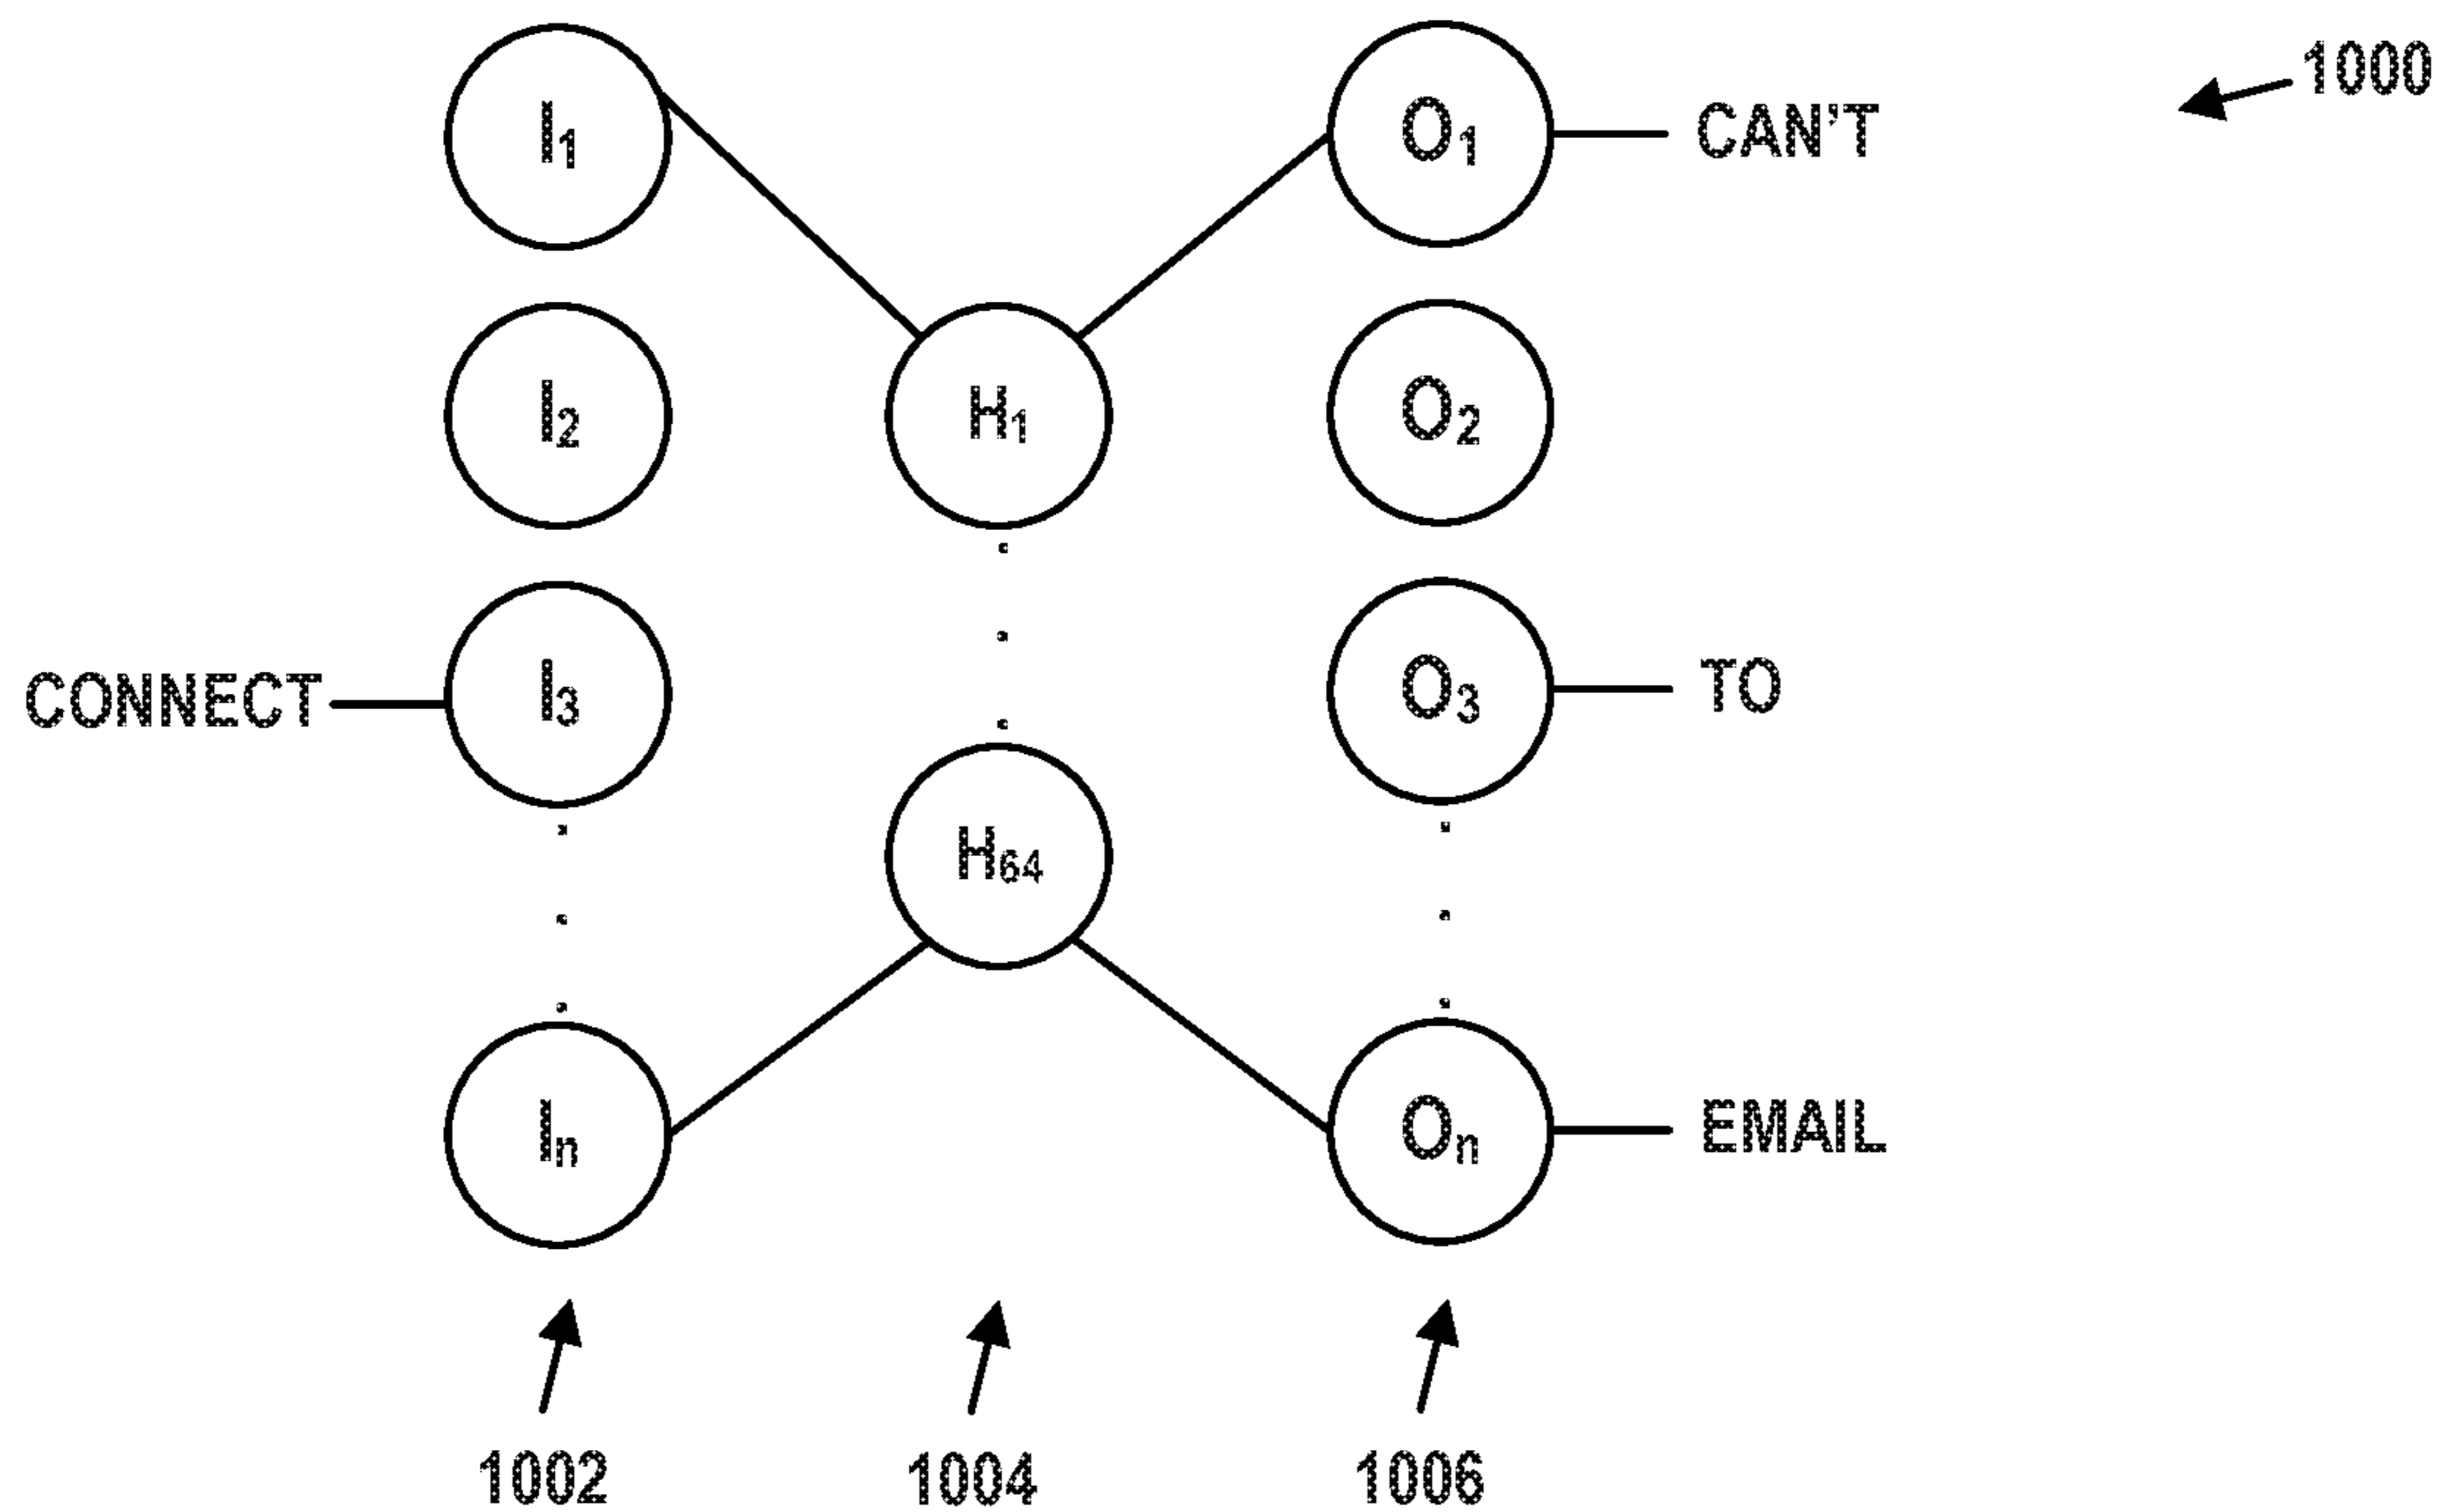 1000
I1
O1
CAN'T
I2
H1
O2
CONNECT
I3
O3
TO
H64
In
On
EMAIL
1002
1004
1006